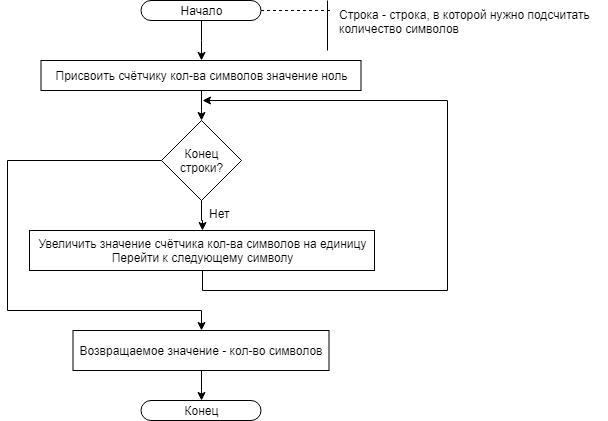 Начало
Строка - строка, в которой нужно подсчитать
количество символов
Присвоить счётчику кол-ва символов значение ноль
Конец
строки?
Нет
Увеличить значение счётчика кол-ва символов на единицу
Перейти к следующему символу
Возвращаемое значение - кол-во символов
Конец